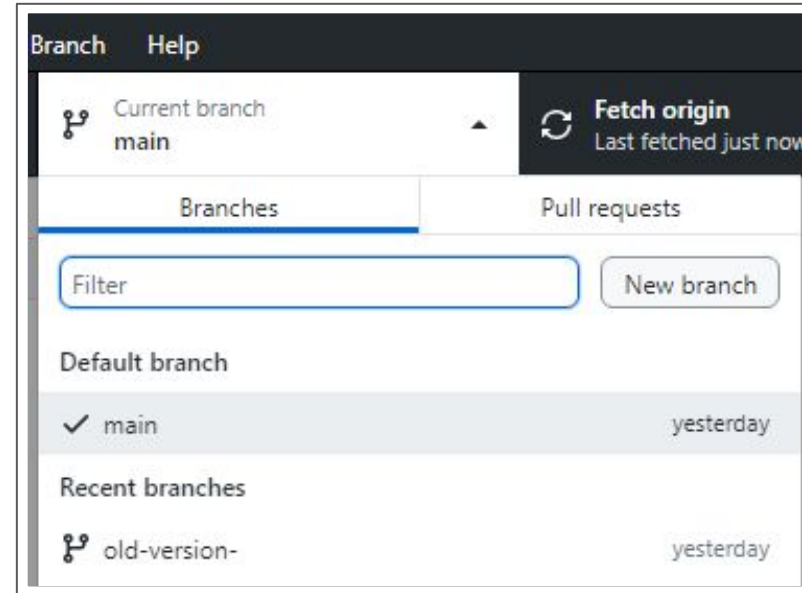 Branch Help
Current branch
main
Fetch origin
Last fetched just now
Branches Pull requests
Filter New branch
Default branch
main yesterday
Recent branches
old-version- yesterday